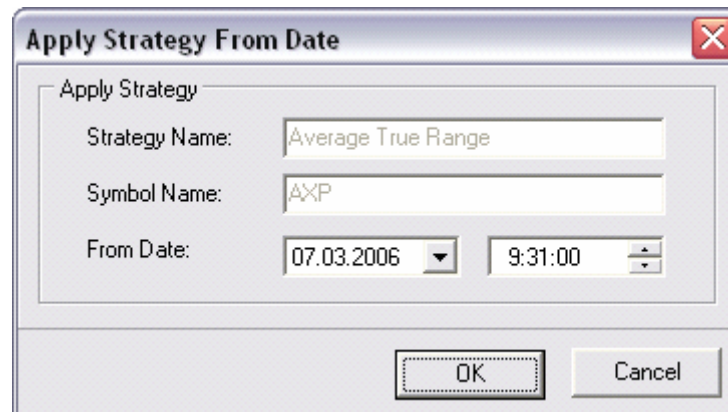 Apply Strategy From Date
Apply Strategy
Strategy Name: Average True Range
Symbol Name: AXP
From Date: 07.03.2006 9:31:00
OK Cancel